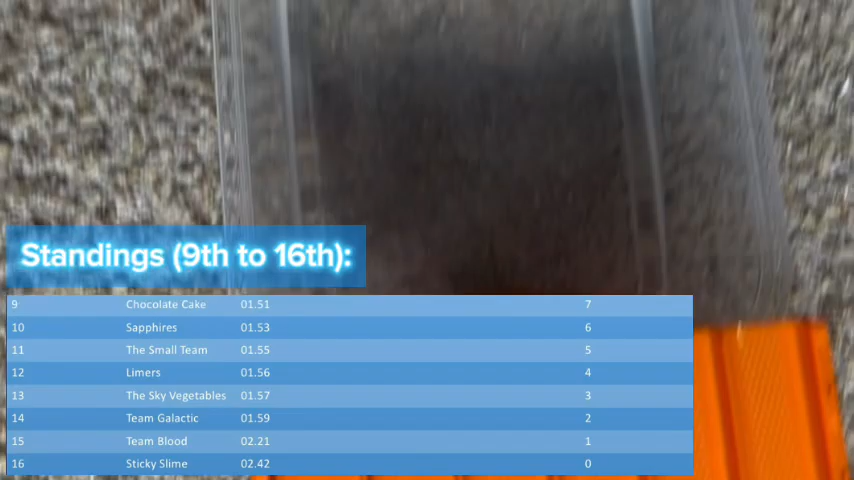 Standings (9th to 16th):
9 Chocolate Cake 01.51 7
10 Sapphires 01.53 6
11 The Small Team 01.55 5
12 Limers 01.56 4
13 The Sky Vegetables 01.57 3
14 Team Galactic 01.59 2
15 Team Blood 02.21 1
16 Sticky Slime 02.42 0